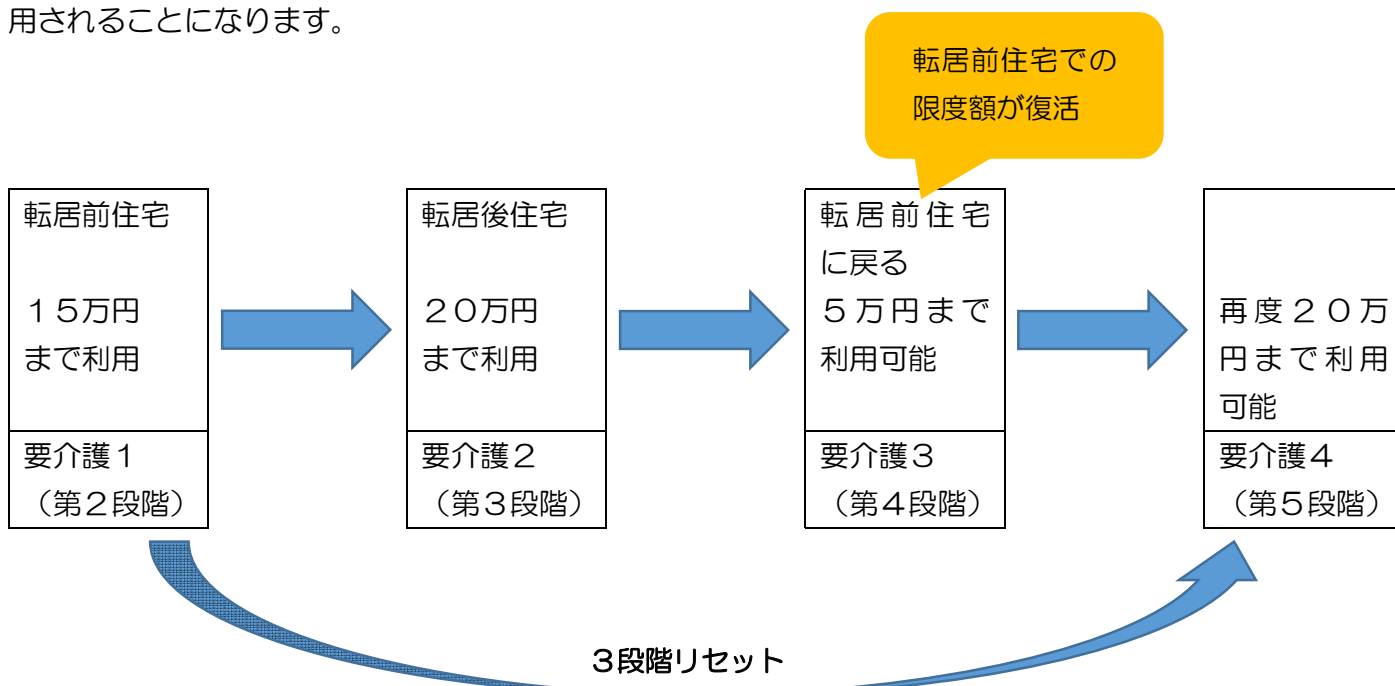 用されることになります。
転居前住宅での
限度額が復活
転居前住宅
１５万円
まで利用
要介護１
（第２段階）
転居後住宅
２０万円
まで利用
要介護２
（第３段階）
転居前住宅
に戻る
５万円まで
利用可能
要介護３
（第４段階）
再度２０万
円まで利用
可能
要介護４
（第５段階）
３段階リセット